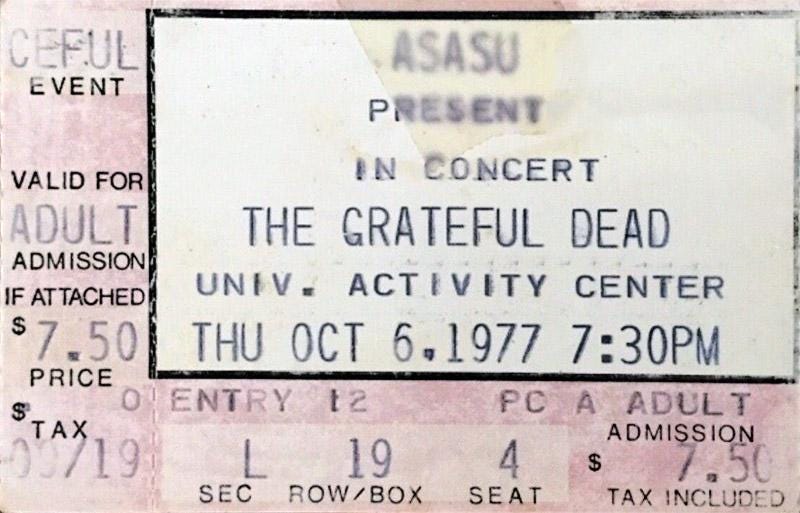 CEFUL
EVENT
VALID FOR
ADULT
ADMISSION
IF ATTACHED
$7.50
PRICE
$ 0
TAX
/19
ASASU
PRESENT
IN CONCERT
THE GRATEFUL DEAD
UNIV. ACTIVITY CENTER
THU OCT 6,1977 7:30PM
ENTRY 12 PC A ADULT
ADMISSION
L 19 4 $ 7.50
SEC ROW/BOX SEAT TAX INCLUDED